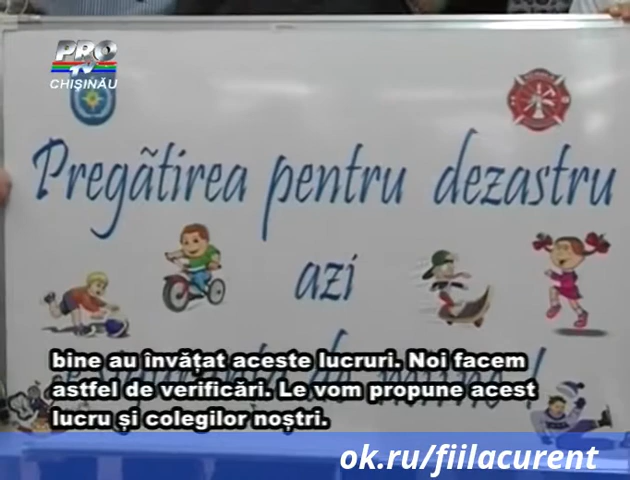 PRO
TV
CHIȘINĂU
Pregãtirea pentru dezastru
azi
bine au învățat aceste lucruri. Noi facem
astfel de verificări. Le vom propune acest
lucru și colegilor noștri.
ok.ru/fiilacurent